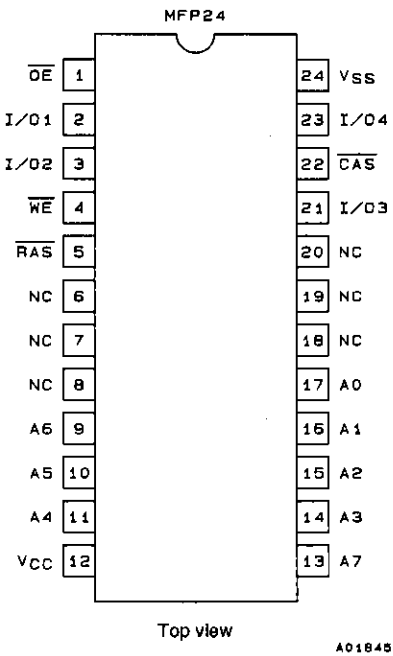 MFP24
OE 1 24 VSS
I/O1 2 23 I/O4
I/O2 3 22 CAS
WE 4 21 I/O3
RAS 5 20 NC
NC 6 19 NC
NC 7 18 NC
NC 8 17 A0
A6 9 16 A1
A5 10 15 A2
A4 11 14 A3
VCC 12 13 A7
Top view
A01845